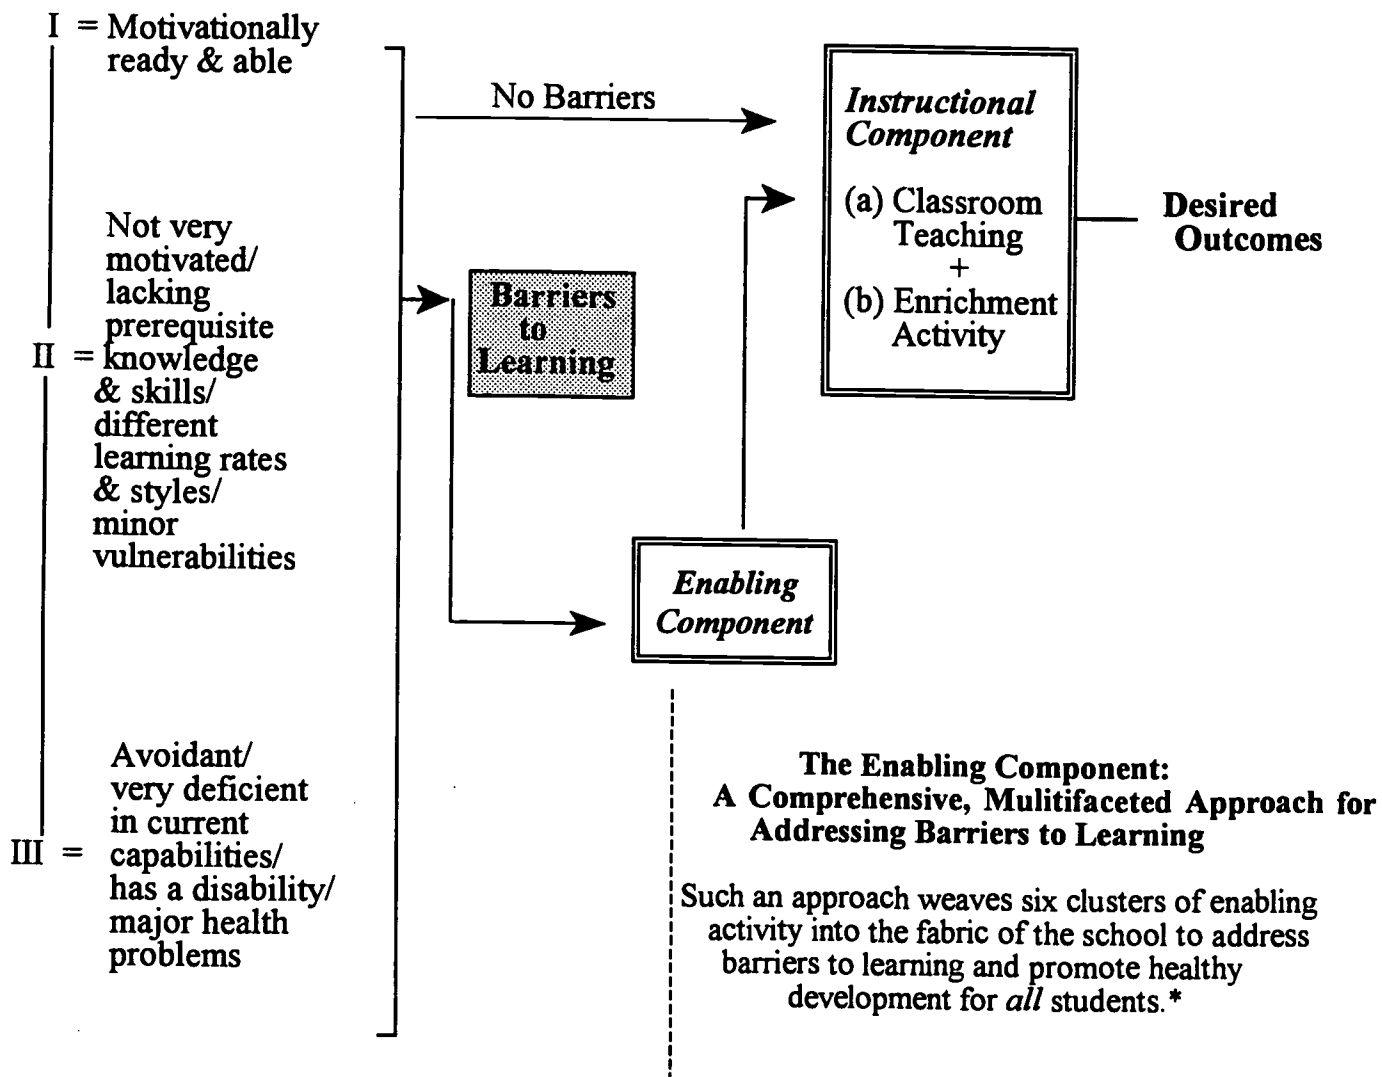 I = Motivationally
ready & able
Not very
motivated/
lacking
prerequisite
II = knowledge
& skills/
different
learning rates
& styles/
minor
vulnerabilities
Avoidant/
very deficient
in current
III = capabilities/
has a disability/
major health
problems
No Barriers
Barriers
to
Learning
Instructional
Component
(a) Classroom
Teaching
+
(b) Enrichment
Activity
Desired
Outcomes
Enabling
Component
The Enabling Component:
A Comprehensive, Mulitifaceted Approach for
Addressing Barriers to Learning
Such an approach weaves six clusters of enabling
activity into the fabric of the school to address
barriers to learning and promote healthy
development for all students.*